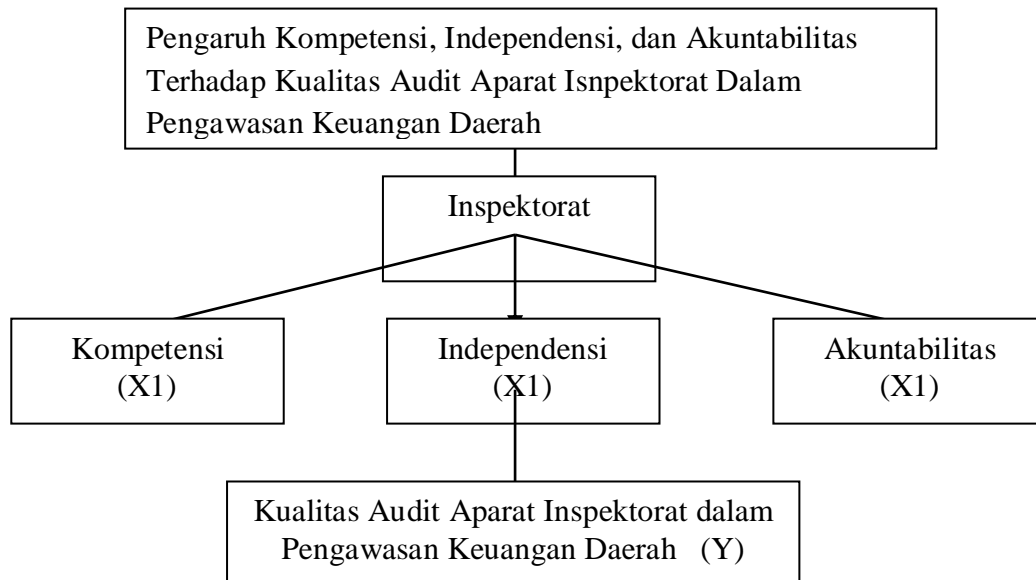 Pengaruh Kompetensi, Independensi, dan Akuntabilitas
Terhadap Kualitas Audit Aparat Isnpektorat Dalam
Pengawasan Keuangan Daerah
Inspektorat
Kompetensi
(X1)
Independensi
(X1)
Akuntabilitas
(X1)
Kualitas Audit Aparat Inspektorat dalam
Pengawasan Keuangan Daerah (Y)